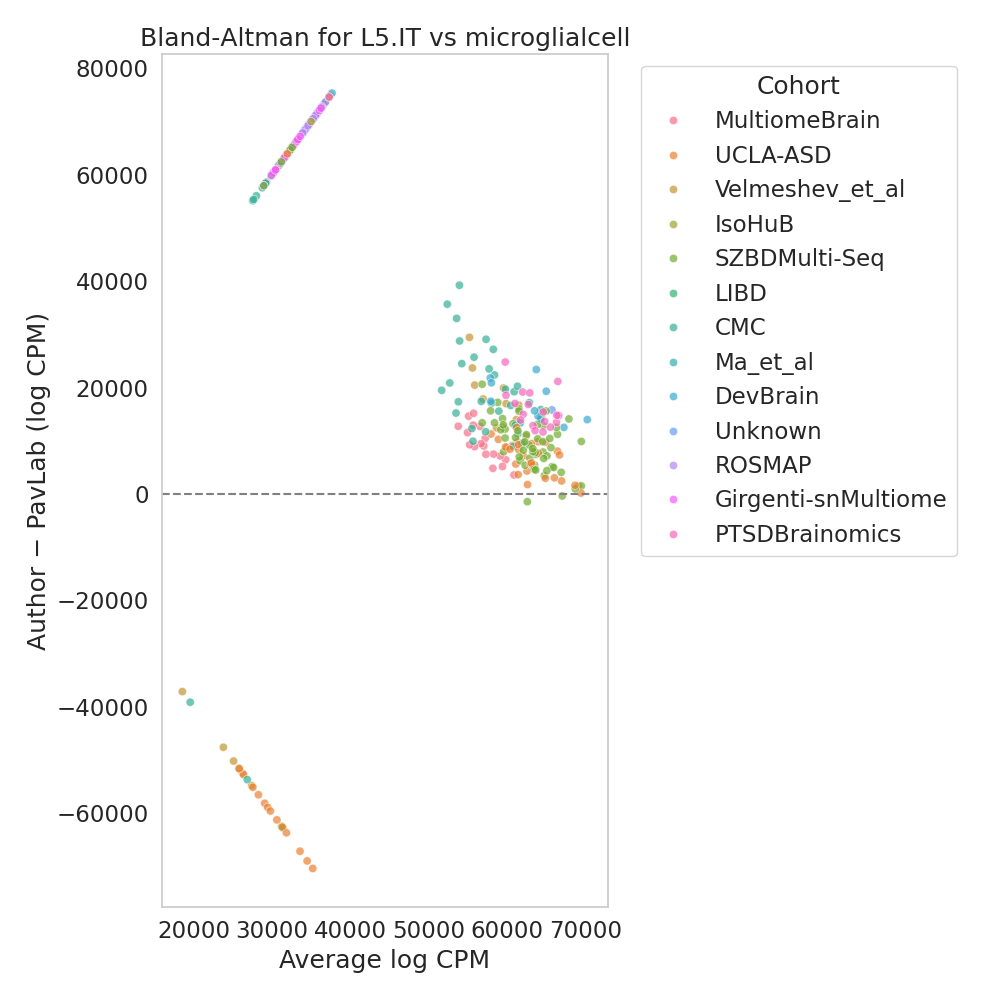 Bland-Altman for L5.IT vs microglialcell
80000
60000
40000
20000
0
−20000
−40000
−60000
20000 30000 40000 50000 60000 70000
Average log CPM
Author − PavLab (log CPM)
Cohort
MultiomeBrain
UCLA-ASD
Velmeshev_et_al
IsoHuB
SZBDMulti-Seq
LIBD
CMC
Ma_et_al
DevBrain
Unknown
ROSMAP
Girgenti-snMultiome
PTSDBrainomics